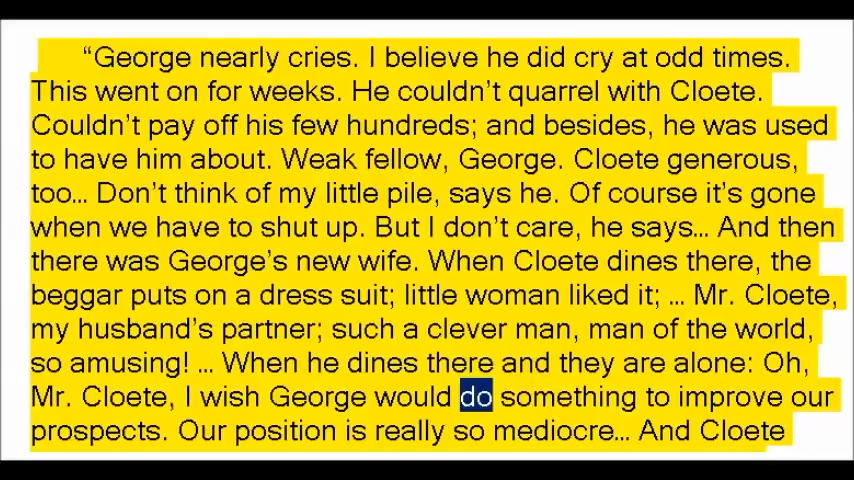 “George nearly cries. I believe he did cry at odd times.
This went on for weeks. He couldn’t quarrel with Cloete.
Couldn’t pay off his few hundreds; and besides, he was used
to have him about. Weak fellow, George. Cloete generous,
too… Don’t think of my little pile, says he. Of course it’s gone
when we have to shut up. But I don’t care, he says… And then
there was George’s new wife. When Cloete dines there, the
beggar puts on a dress suit; little woman liked it; … Mr. Cloete,
my husband’s partner; such a clever man, man of the world,
so amusing! … When he dines there and they are alone: Oh,
Mr. Cloete, I wish George would do something to improve our
prospects. Our position is really so mediocre… And Cloete